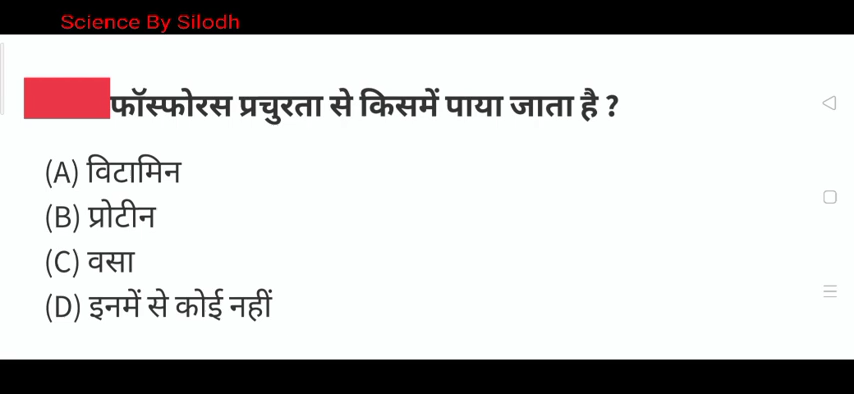 Science By Silodh
फॉस्फोरस प्रचुरता से किसमें पाया जाता है ?
(A) विटामिन
(B) प्रोटीन
(C) वसा
(D) इनमें से कोई नहीं